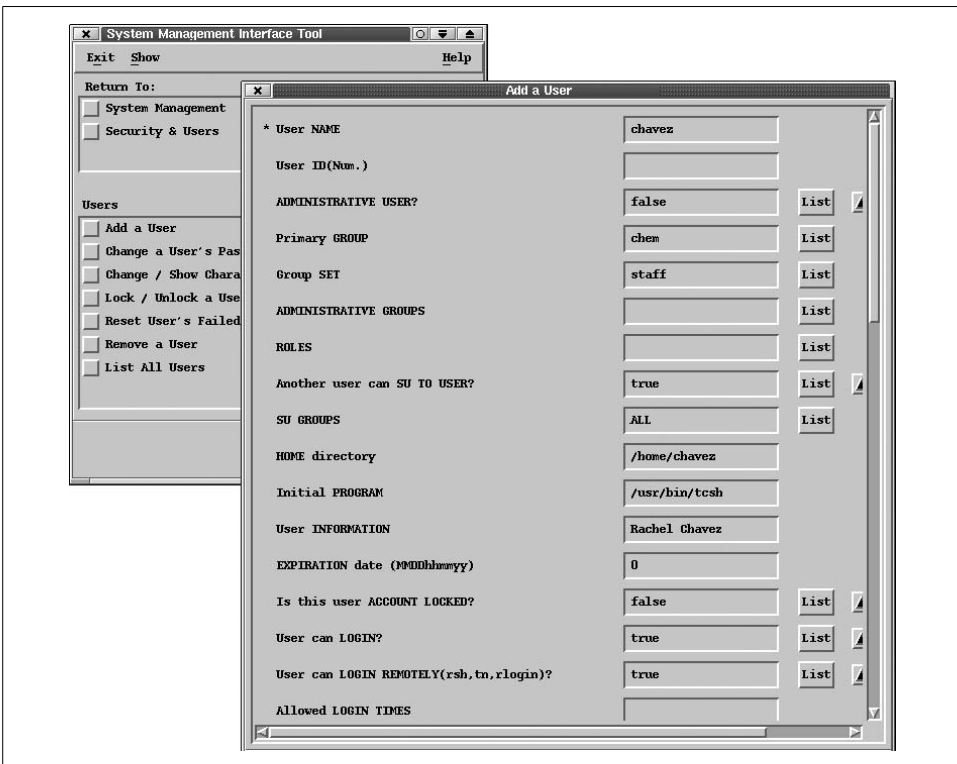 System Management Interface Tool
Exit Show Help
Return To:
System Management
Security & Users
Users
Add a User
Change a User's Pas
Change / Show Chara
Lock / Unlock a Use
Reset User's Failed
Remove a User
List All Users
Add a User
* User NAME chavez
User ID(Num.)
ADMINISTRATIVE USER? false List
Primary GROUP chem List
Group SET staff List
ADMINISTRATIVE GROUPS List
ROLES List
Another user can SU TO USER? true List
SU GROUPS ALL List
HOME directory /home/chavez
Initial PROGRAM /usr/bin/tcsh
User INFORMATION Rachel Chavez
EXPIRATION date (MMDDhhmmyy) 0
Is this user ACCOUNT LOCKED? false List
User can LOGIN? true List
User can LOGIN REMOTELY(rsh,tn,rlogin)? true List
Allowed LOGIN TIMES